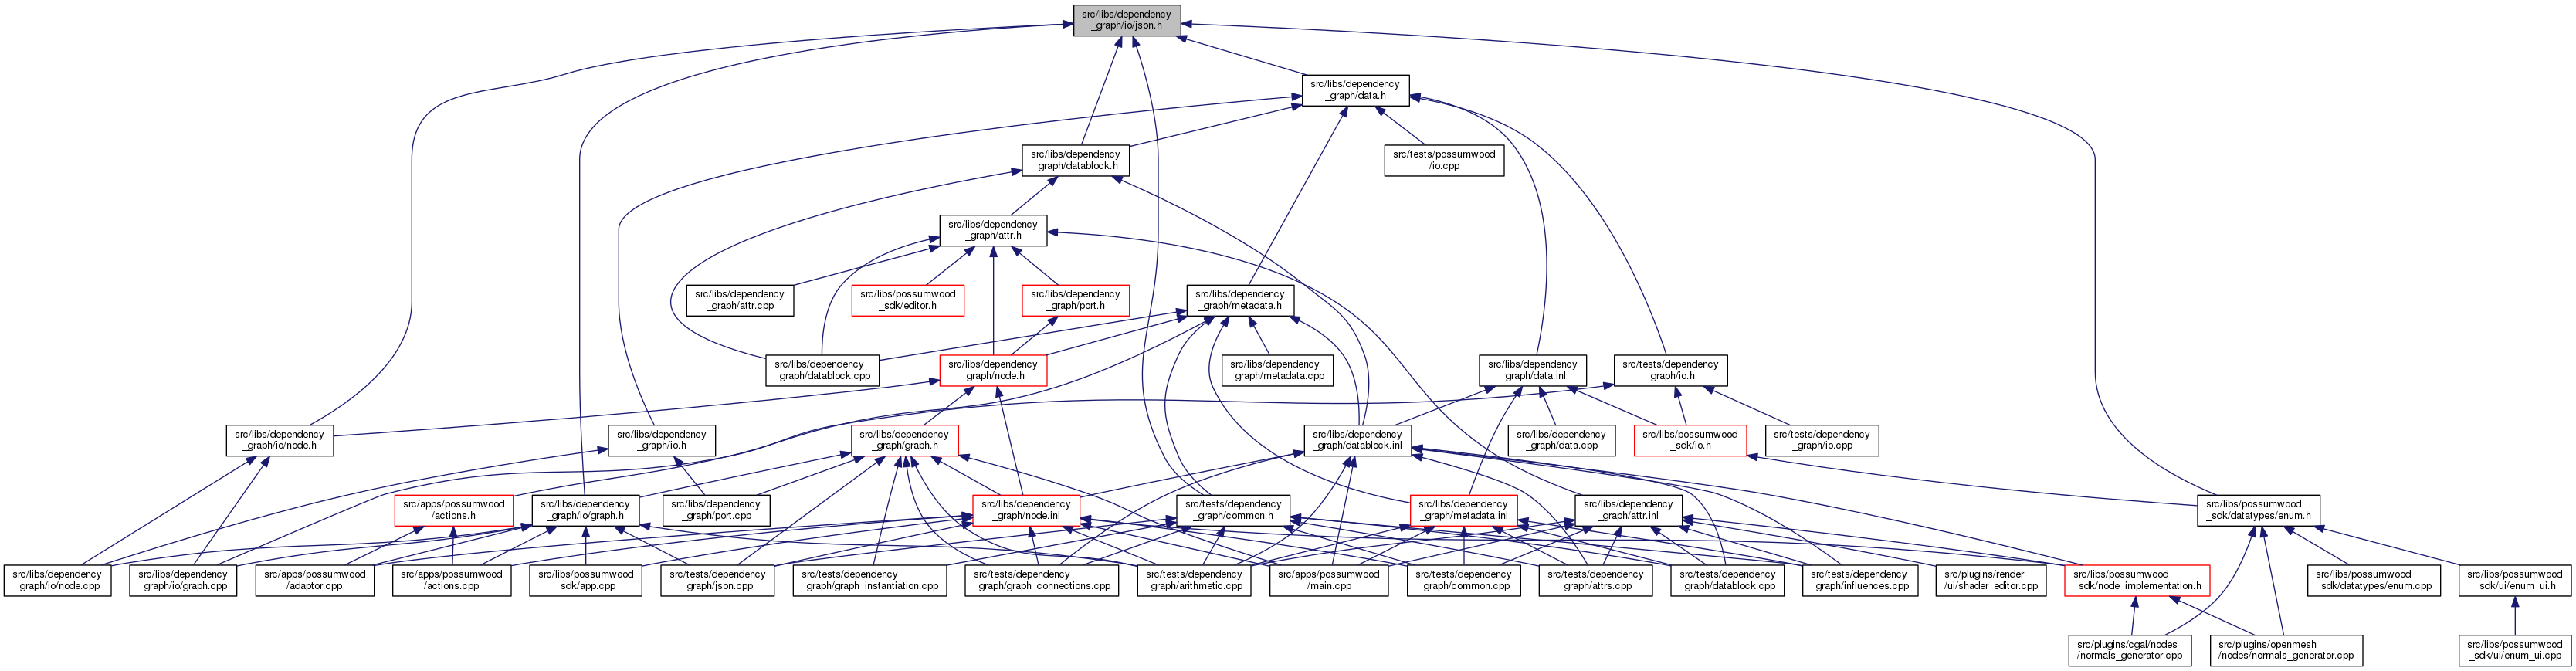 src/libs/dependency
_graph/io/json.h
src/libs/dependency
_graph/data.h
src/libs/dependency
_graph/datablock.h
src/tests/possumwood
/io.cpp
src/libs/dependency
_graph/attr.h
src/libs/dependency
_graph/attr.cpp
src/libs/possumwood
_sdk/editor.h
src/libs/dependency
_graph/port.h
src/libs/dependency
_graph/metadata.h
src/libs/dependency
_graph/datablock.cpp
src/libs/dependency
_graph/node.h
src/libs/dependency
_graph/metadata.cpp
src/libs/dependency
_graph/data.inl
src/tests/dependency
_graph/io.h
src/libs/dependency
_graph/io/node.h
src/libs/dependency
_graph/io.h
src/libs/dependency
_graph/graph.h
src/libs/dependency
_graph/datablock.inl
src/libs/dependency
_graph/data.cpp
src/libs/possumwood
_sdk/io.h
src/tests/dependency
_graph/io.cpp
src/apps/possumwood
/actions.h
src/libs/dependency
_graph/io/graph.h
src/libs/dependency
_graph/port.cpp
src/libs/dependency
_graph/node.inl
src/tests/dependency
_graph/common.h
src/libs/dependency
_graph/metadata.inl
src/libs/dependency
_graph/attr.inl
src/libs/possumwood
_sdk/datatypes/enum.h
src/libs/dependency
_graph/io/node.cpp
src/libs/dependency
_graph/io/graph.cpp
src/apps/possumwood
/adaptor.cpp
src/apps/possumwood
/actions.cpp
src/libs/possumwood
_sdk/app.cpp
src/tests/dependency
_graph/json.cpp
src/tests/dependency
_graph/graph_instantiation.cpp
src/tests/dependency
_graph/graph_connections.cpp
src/tests/dependency
_graph/arithmetic.cpp
src/apps/possumwood
/main.cpp
src/tests/dependency
_graph/common.cpp
src/tests/dependency
_graph/attrs.cpp
src/tests/dependency
_graph/datablock.cpp
src/tests/dependency
_graph/influences.cpp
src/plugins/render
/ui/shader_editor.cpp
src/libs/possumwood
_sdk/node_implementation.h
src/libs/possumwood
_sdk/datatypes/enum.cpp
src/libs/possumwood
_sdk/ui/enum_ui.h
src/plugins/cgal/nodes
/normals_generator.cpp
src/plugins/openmesh
/nodes/normals_generator.cpp
src/libs/possumwood
_sdk/ui/enum_ui.cpp